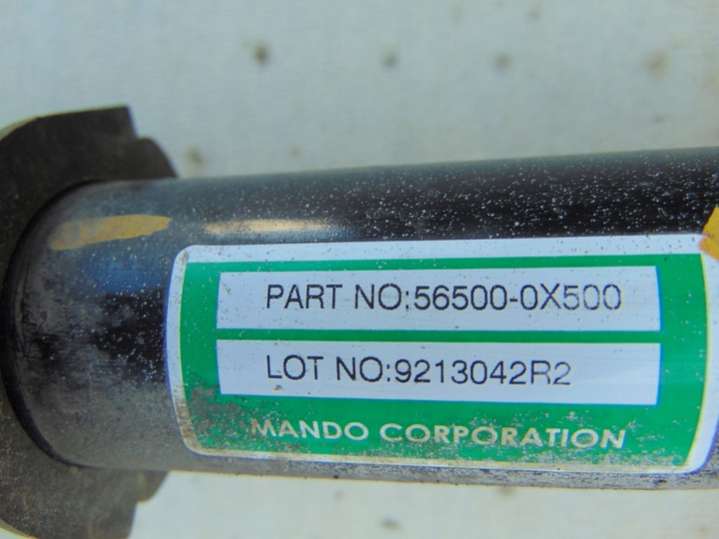 PART NO:56500-0X500
LOT NO:9213042R2
MANDO CORPORATION